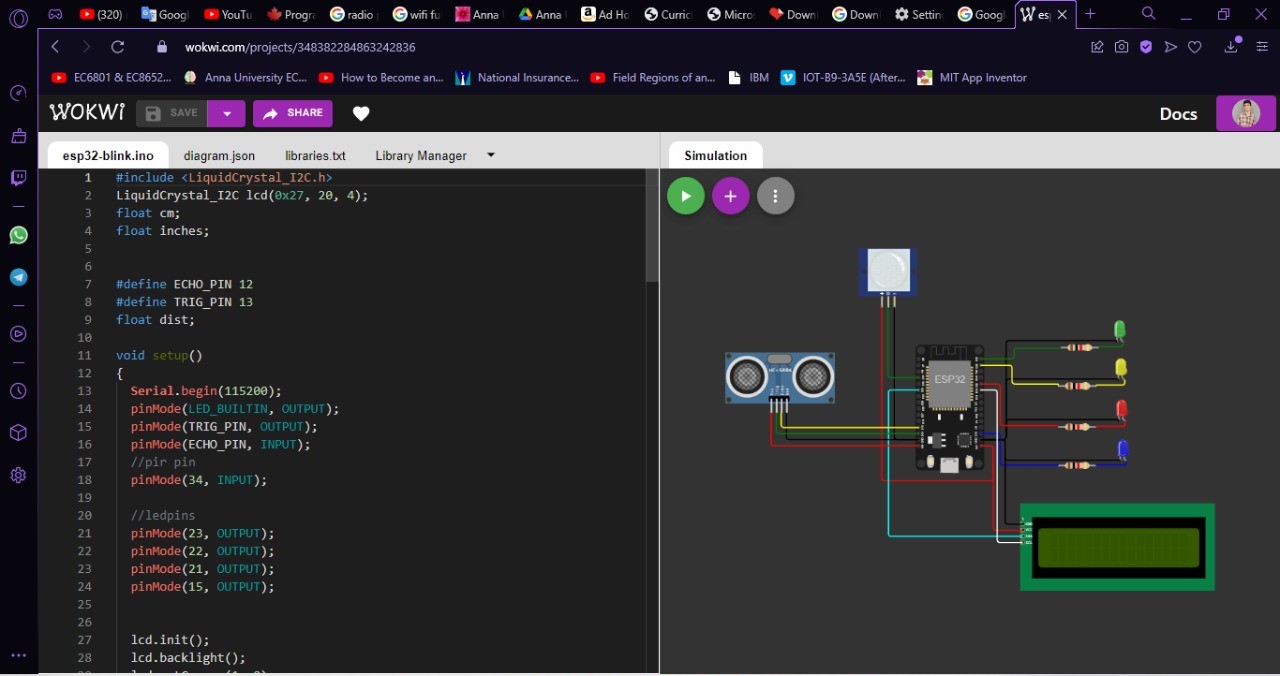 (320)
Googl
YouTu
Progra
radio
wifi fu
Anna
Anna
Ad Ho
Curric
Micro
Down
Down
Settin
Googl
es
wokwi.com/projects/348382284863242836
EC6801 & EC8652...
Anna University EC...
How to Become an...
National Insurance...
Field Regions of an...
IBM
IOT-B9-3A5E (After...
MIT App Inventor
WOKWi
SAVE
SHARE
Docs
esp32-blink.ino
diagram.json
libraries.txt
Library Manager
Simulation
1 #include <LiquidCrystal_I2C.h>
2 LiquidCrystal_I2C lcd(0x27, 20, 4);
3 float cm;
4 float inches;
5
6
7 #define ECHO_PIN 12
8 #define TRIG_PIN 13
9 float dist;
10
11 void setup()
12 {
13 Serial.begin(115200);
14 pinMode(LED_BUILTIN, OUTPUT);
15 pinMode(TRIG_PIN, OUTPUT);
16 pinMode(ECHO_PIN, INPUT);
17 //pir pin
18 pinMode(34, INPUT);
19
20 //ledpins
21 pinMode(23, OUTPUT);
22 pinMode(22, OUTPUT);
23 pinMode(21, OUTPUT);
24 pinMode(15, OUTPUT);
25
26
27 lcd.init();
28 lcd.backlight();
ESP32